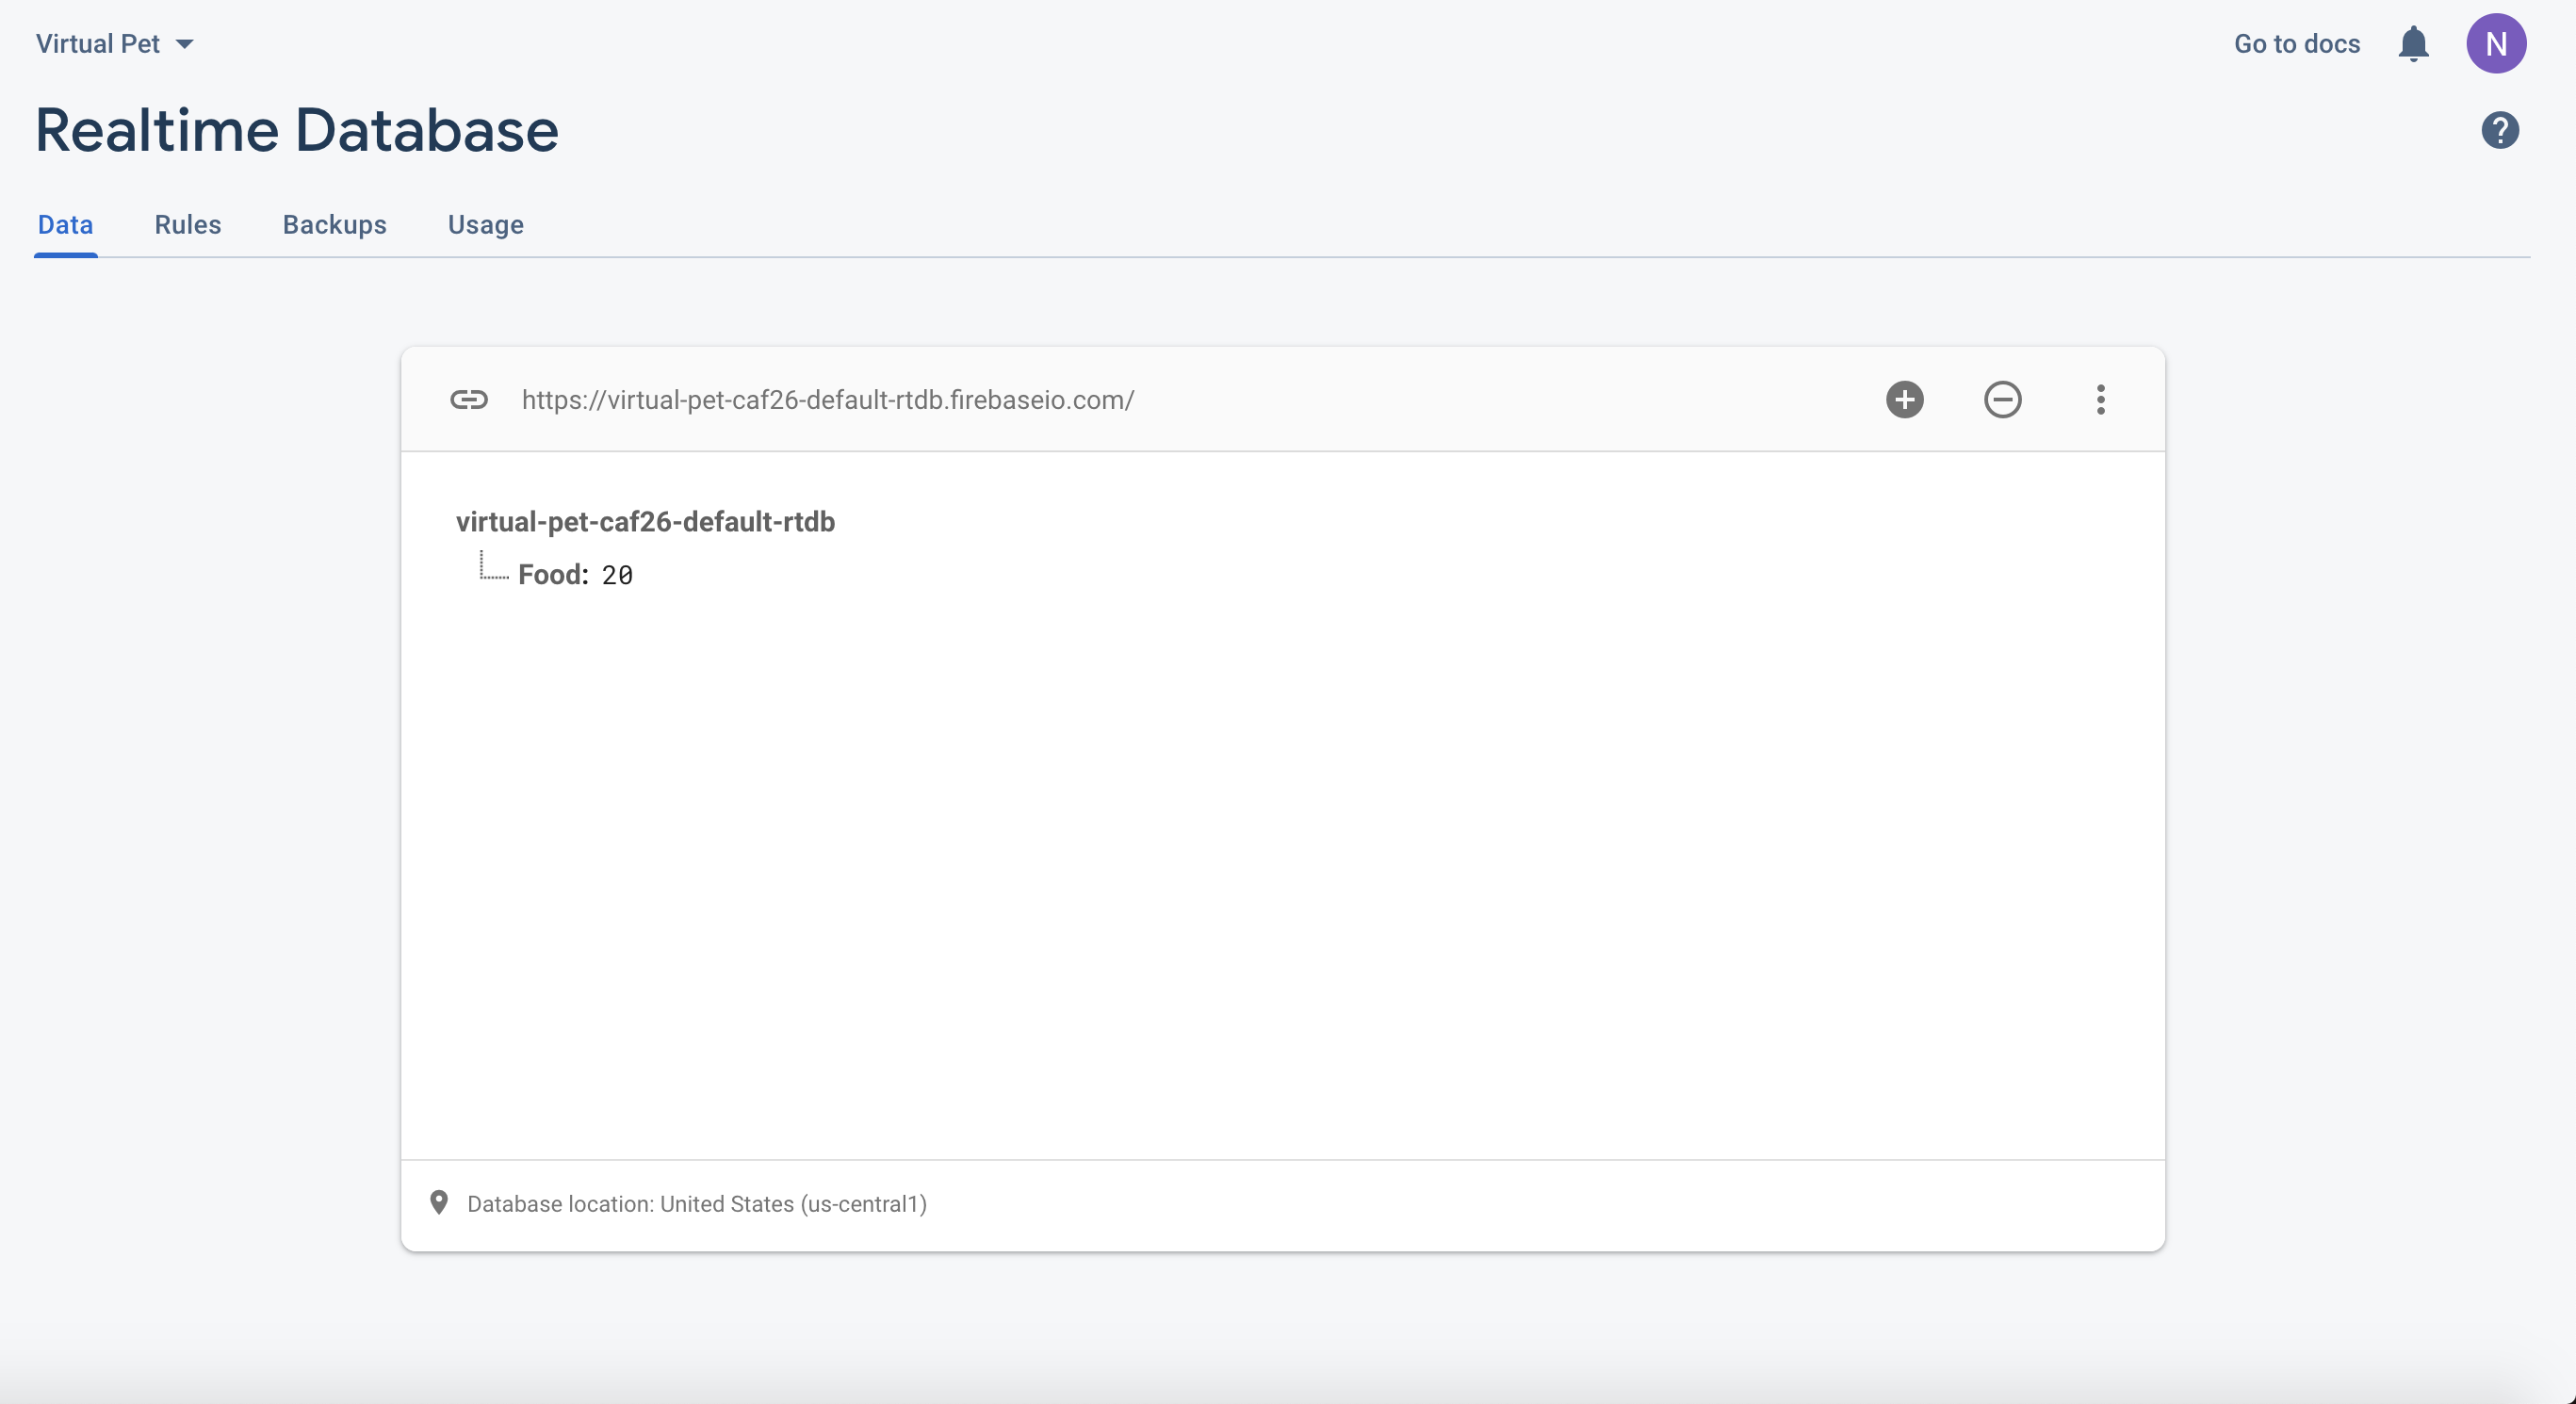 Virtual Pet
Go to docs
N
Realtime Database
Data Rules Backups Usage
https://virtual-pet-caf26-default-rtdb.firebaseio.com/
virtual-pet-caf26-default-rtdb
Food: 20
Database location: United States (us-central1)